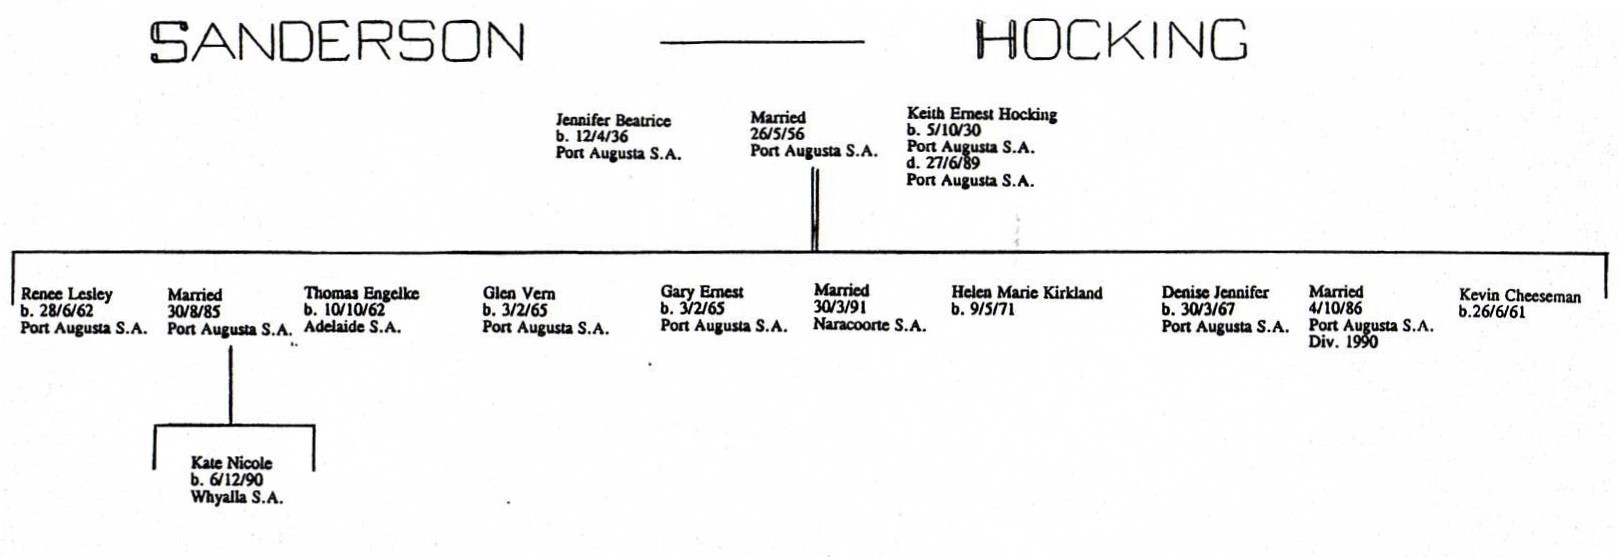 SANDERSON — HOCKING
Jennifer Beatrice
b. 12/4/36
Port Augusta S.A.
Married
26/5/56
Port Augusta S.A.
Keith Ernest Hocking
b. 5/10/30
Port Augusta S.A.
d. 27/6/89
Port Augusta S.A.
Renee Lesley
b. 28/6/62
Port Augusta S.A.
Married
30/8/85
Port Augusta S.A.
Thomas Engelke
b. 10/10/62
Adelaide S.A.
Glen Vern
b. 3/2/65
Port Augusta S.A.
Gary Ernest
b. 3/2/65
Port Augusta S.A.
Married
30/3/91
Naracoorte S.A.
Helen Marie Kirkland
b. 9/5/71
Denise Jennifer
b. 30/3/67
Port Augusta S.A.
Married
4/10/86
Port Augusta S.A.
Div. 1990
Kevin Cheeseman
b.26/6/61
Kate Nicole
b. 6/12/90
Whyalla S.A.